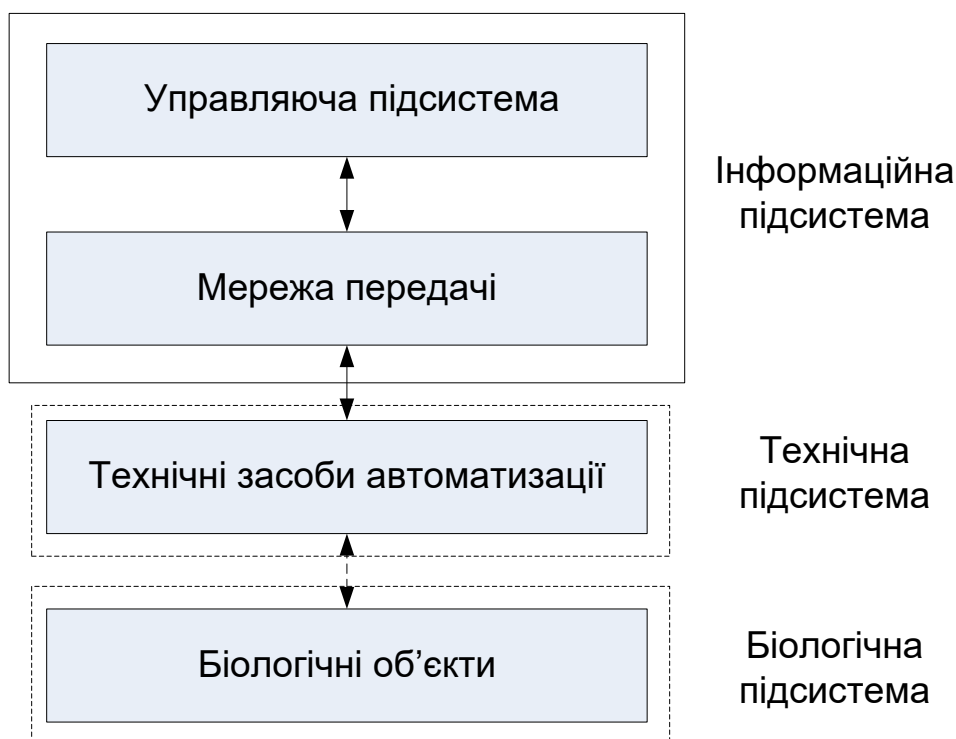 Управляюча підсистема
Інформаційна
підсистема
Мережа передачі
Технічні засоби автоматизації
Технічна
підсистема
Біологічні об’єкти
Біологічна
підсистема